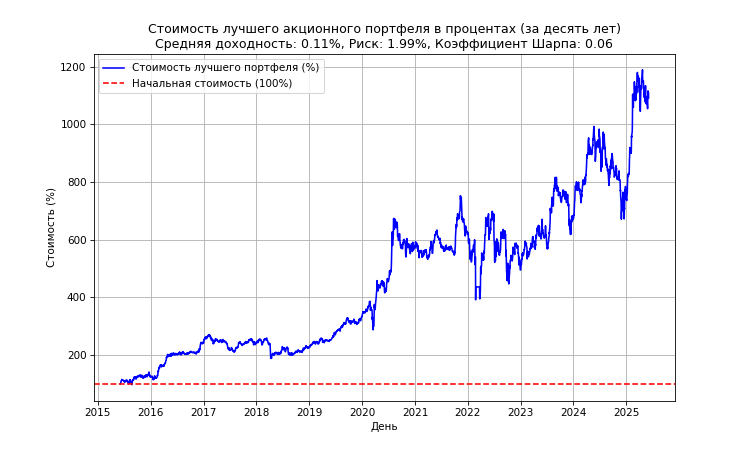 Стоимость лучшего акционного портфеля в процентах (за десять лет)
Средняя доходность: 0.11%, Риск: 1.99%, Коэффициент Шарпа: 0.06
Стоимость лучшего портфеля (%)
Начальная стоимость (100%)
Стоимость (%)
1200
1000
800
600
400
200
2015 2016 2017 2018 2019 2020 2021 2022 2023 2024 2025
День